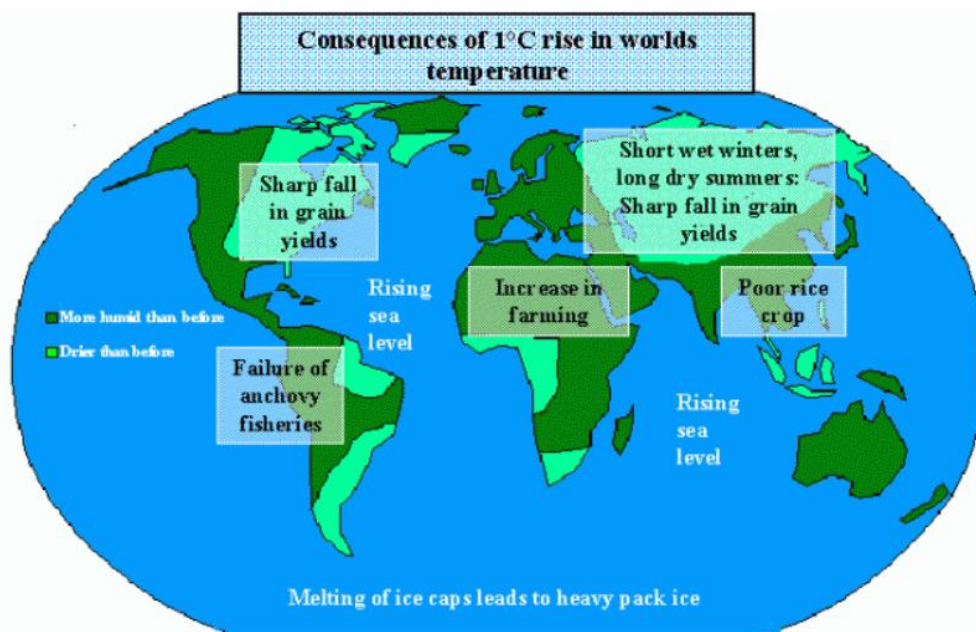 Consequences of 1°C rise in worlds
temperature
Short wet winters,
long dry summers:
Sharp fall in grain
yields
Sharp fall
in grain
yields
Rising
sea
level
Increase in
farming
Poor rice
crop
More humid than before
Drier than before
Failure of
anchovy
fisheries
Rising
sea
level
Melting of ice caps leads to heavy pack ice